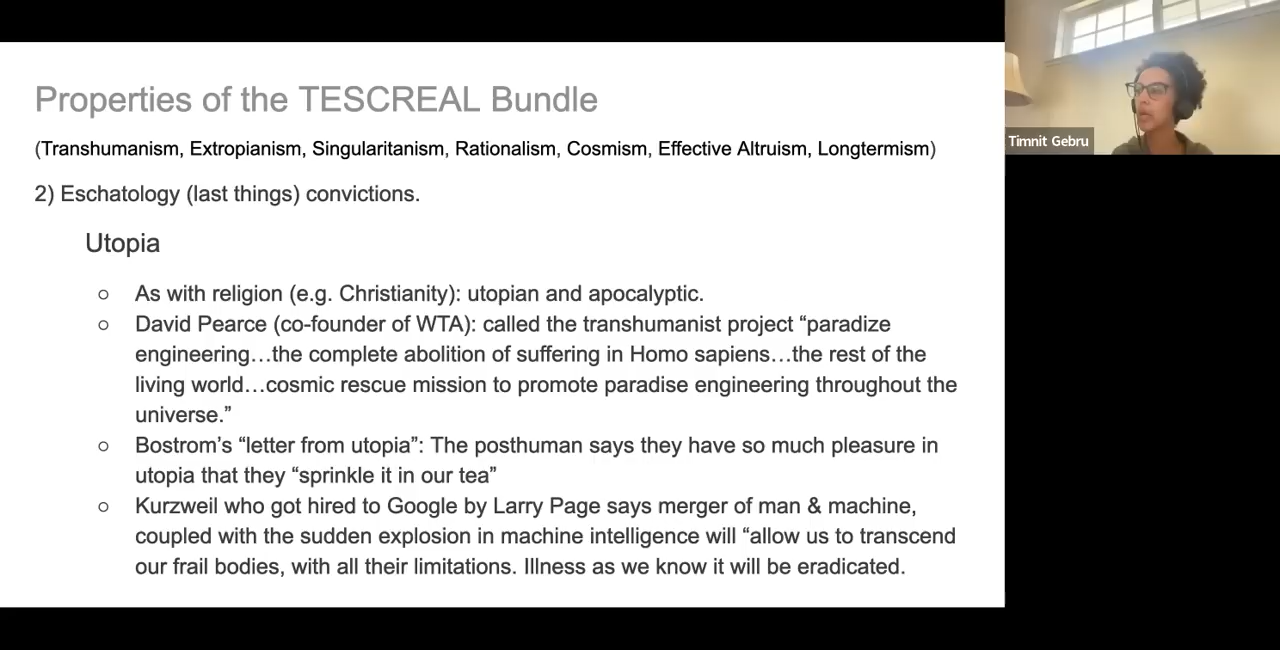 Properties of the TESCREAL Bundle
(Transhumanism, Extropianism, Singularitanism, Rationalism, Cosmism, Effective Altruism, Longtermism)
2) Eschatology (last things) convictions.
Utopia
○ As with religion (e.g. Christianity): utopian and apocalyptic.
○ David Pearce (co-founder of WTA): called the transhumanist project “paradize
engineering…the complete abolition of suffering in Homo sapiens…the rest of the
living world…cosmic rescue mission to promote paradise engineering throughout the
universe.”
○ Bostrom’s “letter from utopia”: The posthuman says they have so much pleasure in
utopia that they “sprinkle it in our tea”
○ Kurzweil who got hired to Google by Larry Page says merger of man & machine,
coupled with the sudden explosion in machine intelligence will “allow us to transcend
our frail bodies, with all their limitations. Illness as we know it will be eradicated.
Timnit Gebru